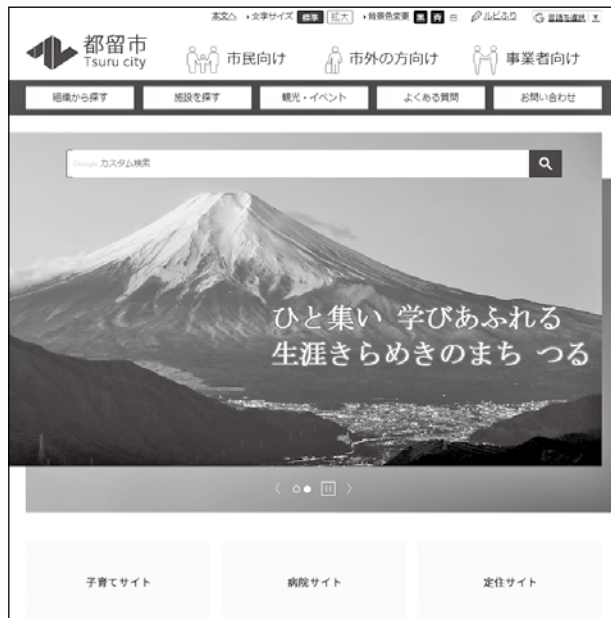 本文へ ・文字サイズ 標準 拡大 ・背景色変更 黒 青 白 ルビふり G 言語を選択 ▼
都留市
Tsuru city
市民向け 市外の方向け 事業者向け
組織から探す 施設を探す 観光・イベント よくある質問 お問い合わせ
Google カスタム検索
ひと集い 学びあふれる
生涯きらめきのまち つる
子育てサイト 病院サイト 定住サイト